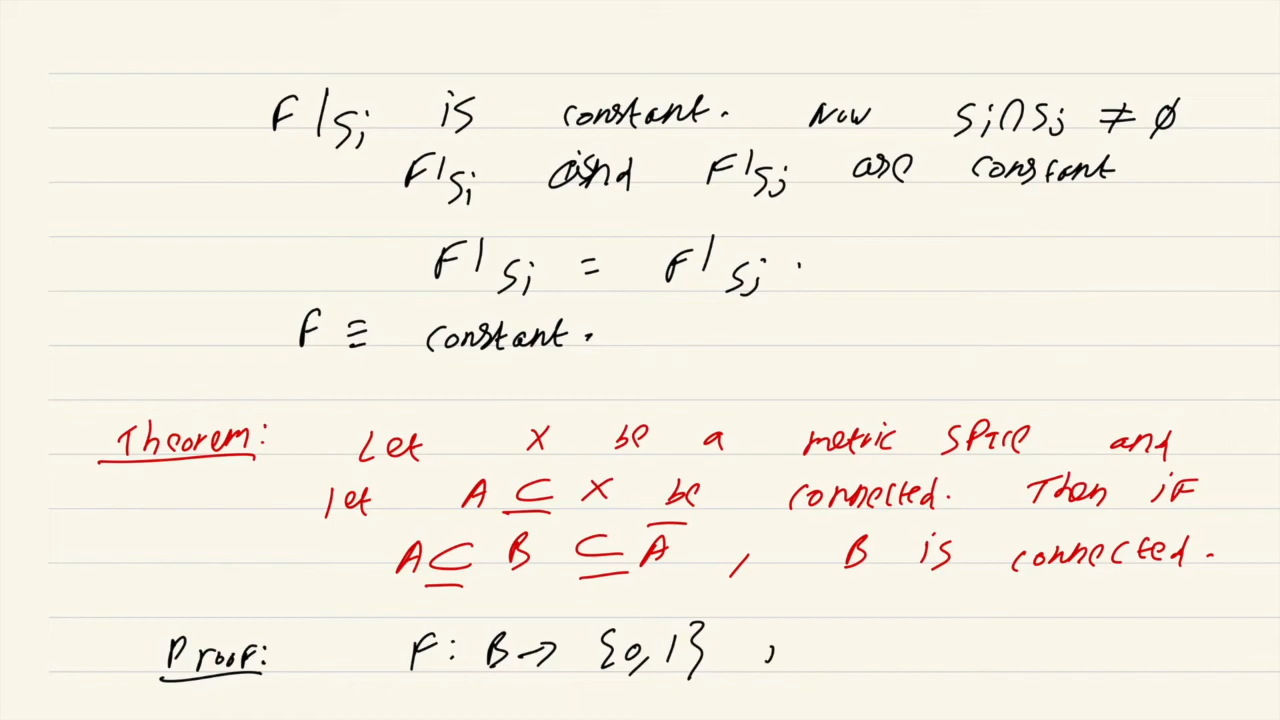 F|Sᵢ is constant. Now Sᵢ∩Sⱼ ≠ ∅
F|Sᵢ and F|Sⱼ are constant
F|Sᵢ = F|Sⱼ.
F ≡ constant.
Theorem: Let X be a metric space and
let A ⊆ X be connected. Then if
A ⊆ B ⊆ A̅, B is connected.
Proof: F: B → {0,1},